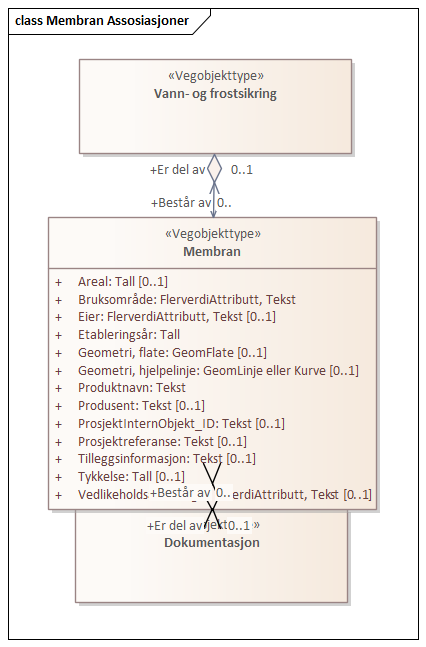 class Membran Assosiasjoner
«Vegobjekttype»
Vann- og frostsikring
+Er del av 0..1
+Består av 0..
«Vegobjekttype»
Membran
+ Areal: Tall [0..1]
+ Bruksområde: FlerverdiAttributt, Tekst
+ Eier: FlerverdiAttributt, Tekst [0..1]
+ Etableringsår: Tall
+ Geometri, flate: GeomFlate [0..1]
+ Geometri, hjelpelinje: GeomLinje eller Kurve [0..1]
+ Produktnavn: Tekst
+ Produsent: Tekst [0..1]
+ ProsjektInternObjekt_ID: Tekst [0..1]
+ Prosjektreferanse: Tekst [0..1]
+ Tilleggsinformasjon: Tekst [0..1]
+ Tykkelse: Tall [0..1]
+ Vedlikeholds +Består av 0.. erdiAttributt, Tekst [0..1]
+Er del av jekt 0..1 »
Dokumentasjon